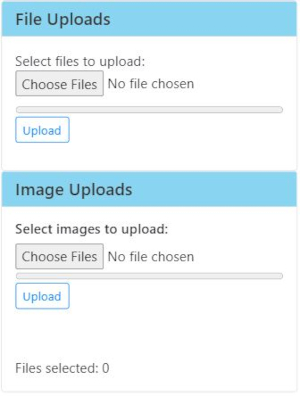 File Uploads
Select files to upload:
Choose Files No file chosen
Upload
Image Uploads
Select images to upload:
Choose Files No file chosen
Upload
Files selected: 0